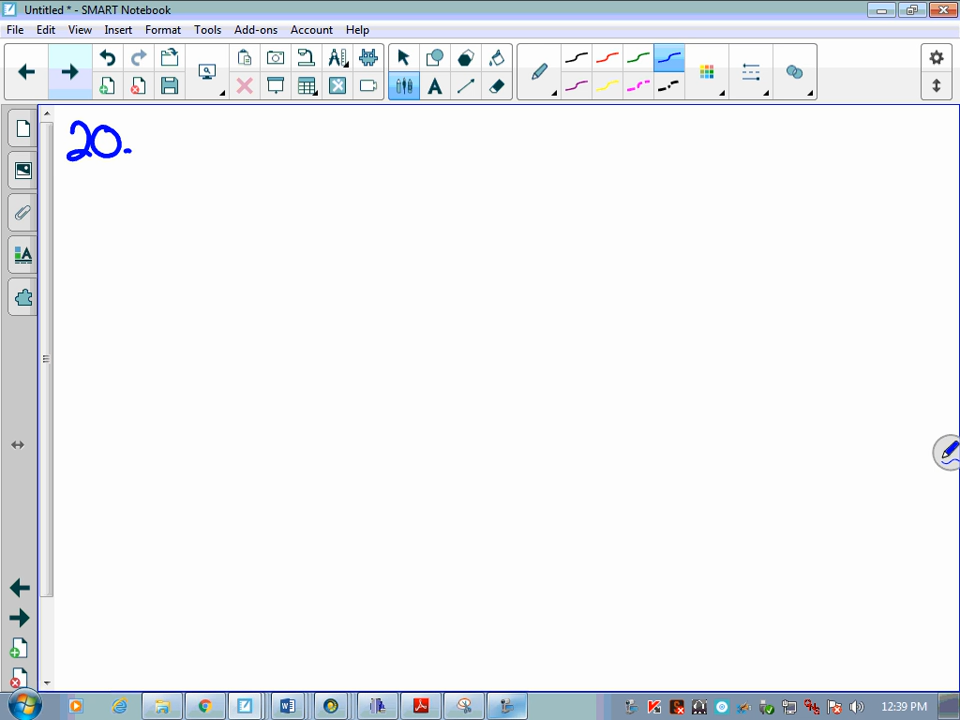 Untitled * - SMART Notebook
File Edit View Insert Format Tools Add-ons Account Help
20.
12:39 PM